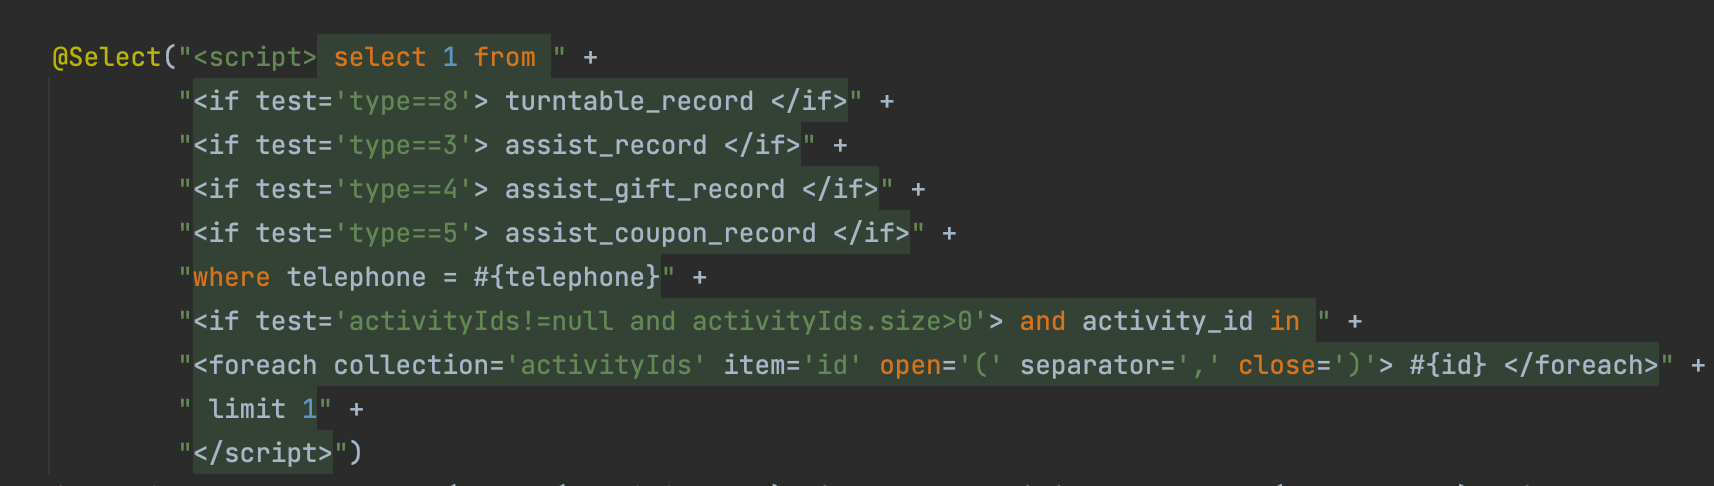 @Select("<script> select 1 from " +
"<if test='type==8'> turntable_record </if>" +
"<if test='type==3'> assist_record </if>" +
"<if test='type==4'> assist_gift_record </if>" +
"<if test='type==5'> assist_coupon_record </if>" +
"where telephone = #{telephone}" +
"<if test='activityIds!=null and activityIds.size>0'> and activity_id in " +
"<foreach collection='activityIds' item='id' open='(' separator=',' close=')'> #{id} </foreach>" +
" limit 1" +
"</script>")